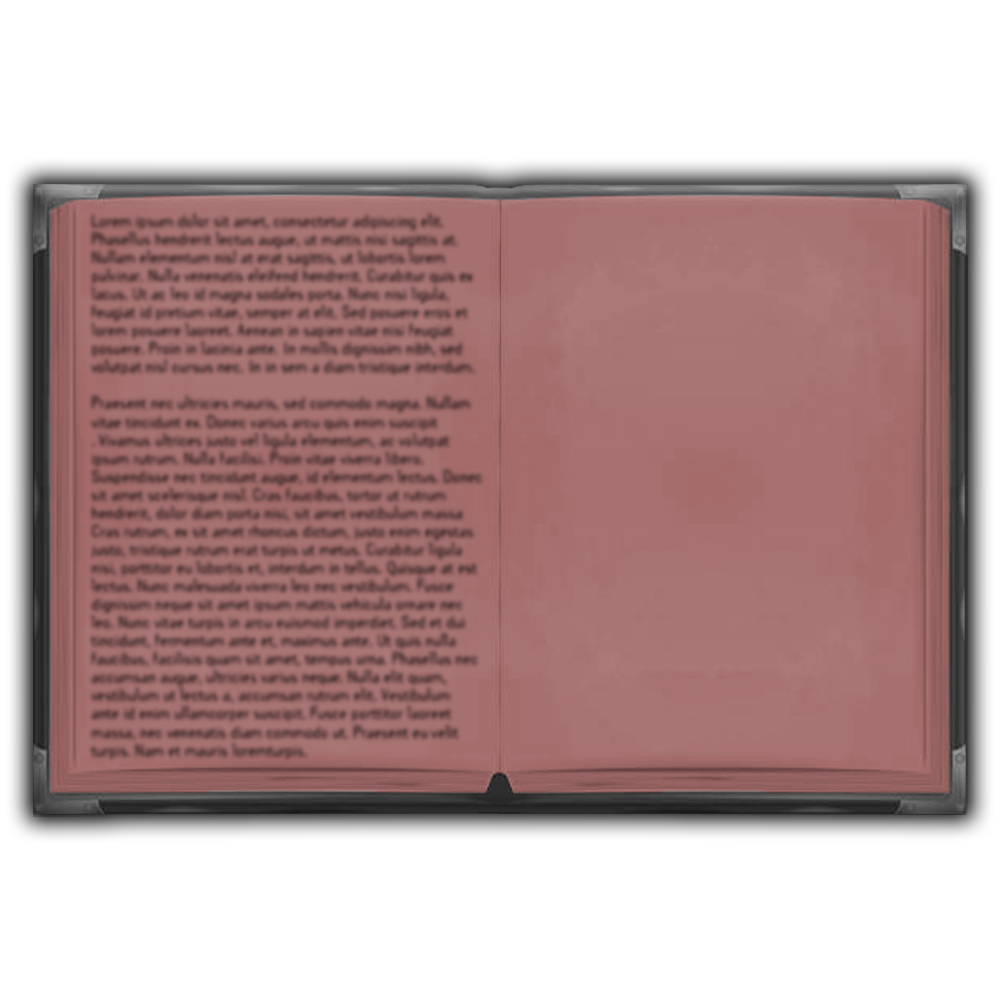 Lorem ipsum dolor sit amet, consectetur adipiscing elit.
Phasellus hendrerit lectus augue, ut mattis nisi sagittis at.
Nullam elementum nisl at erat sagittis, ut lobortis lorem
pulvinar. Nulla venenatis eleifend hendrerit. Curabitur quis ex
lacus. Ut ac leo id magna sodales porta. Nunc nisi ligula,
feugiat id pretium vitae, semper at elit. Sed posuere eros et
lorem posuere laoreet. Aenean in sapien vitae nisi feugiat
posuere. Proin in lacinia ante. In mollis dignissim nibh, sed
volutpat nisl cursus nec. In in sem a diam tristique interdum.
Praesent nec ultricies mauris, sed commodo magna. Nullam
vitae tincidunt ex. Donec varius arcu quis enim suscipit
. Vivamus ultrices justo vel ligula elementum, ac volutpat
ipsum rutrum. Nulla facilisi. Proin vitae viverra libero.
Suspendisse nec tincidunt augue, id elementum lectus. Donec
sit amet scelerisque nisl. Cras faucibus, tortor ut rutrum
hendrerit, dolor diam porta nisi, sit amet vestibulum massa
Cras rutrum, ex sit amet rhoncus dictum, justo enim egestas
justo, tristique rutrum erat turpis ut metus. Curabitur ligula
nisi, porttitor eu lobortis et, interdum in tellus. Quisque at est
lectus. Nunc malesuada viverra leo nec vestibulum. Fusce
dignissim neque sit amet ipsum mattis vehicula ornare nec
leo. Nunc vitae turpis in arcu euismod imperdiet. Sed et dui
tincidunt, fermentum ante et, maximus ante. Ut quis nulla
faucibus, facilisis quam sit amet, tempus urna. Phasellus nec
accumsan augue, ultricies varius neque. Nulla elit quam,
vestibulum ut lectus a, accumsan rutrum elit. Vestibulum
ante id enim ullamcorper suscipit. Fusce porttitor laoreet
massa, nec venenatis diam commodo ut. Praesent eu velit
turpis. Nam et mauris loremturpis.